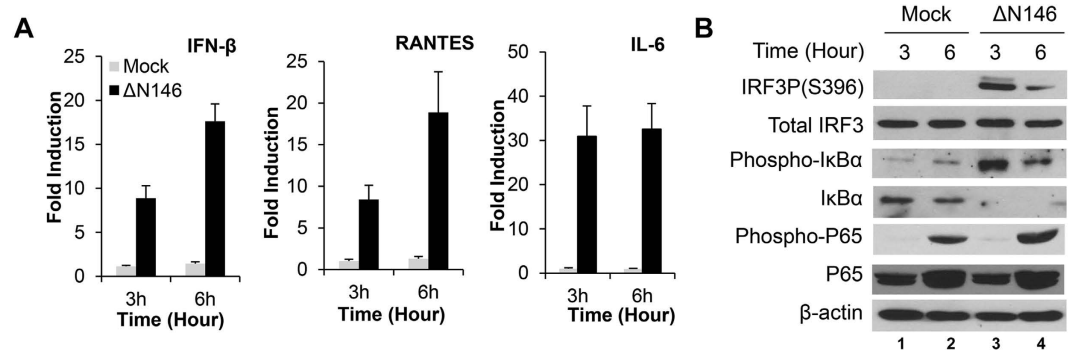 A
IFN-β
Mock
ΔN146
Fold Induction
25
20
15
10
5
0
3h
6h
Time (Hour)
RANTES
Fold Induction
25
20
15
10
5
0
3h
6h
Time (Hour)
IL-6
Fold Induction
50
40
30
20
10
0
3h
6h
Time (Hour)
B
Mock ΔN146
Time (Hour) 3 6 3 6
IRF3P(S396)
Total IRF3
Phospho-IκBα
IκBα
Phospho-P65
P65
β-actin
1 2 3 4